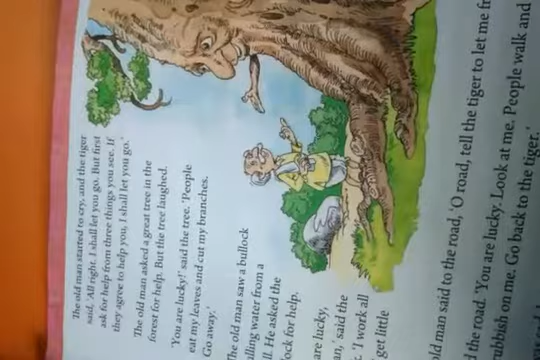 The old man started to cry, and the tiger
said, 'All right. I shall let you go. But first
ask for help from three things you see. If
they agree to help you, I shall let you go.'
The old man asked a great tree in the
forest for help. But the tree laughed.
'You are lucky!' said the tree. 'People
eat my leaves and cut my branches.
Go away.'
The old man saw a bullock
water from a
He asked the
for help.
are lucky,
said the
'I work all
get little
man said to the road, 'O road, tell the tiger to let me
the road. 'You are lucky. Look at me. People walk and
rubbish on me. Go back to the tiger.'